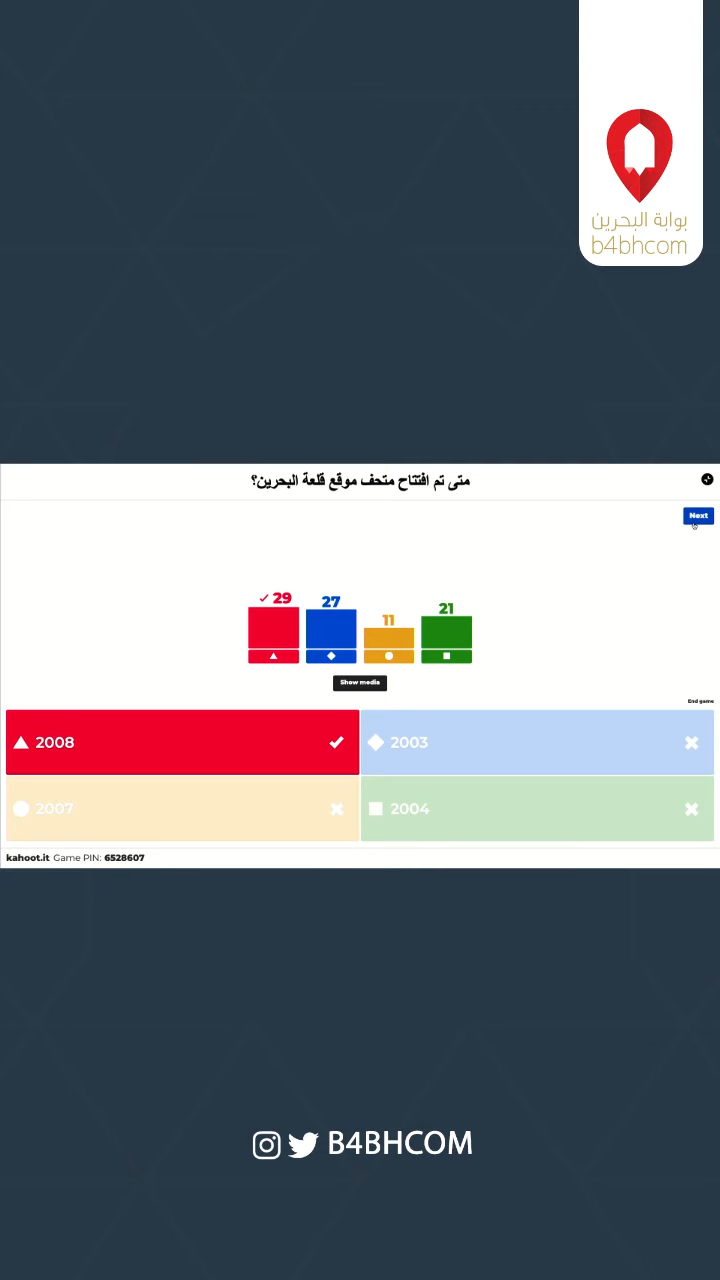 بوابة البحرين
b4bhcom
متى تم افتتاح متحف موقع قلعة البحرين؟
Next
29
27
11
21
Show media
End game
2008
2003
2007
2004
kahoot.it Game PIN: 6528607
B4BHCOM